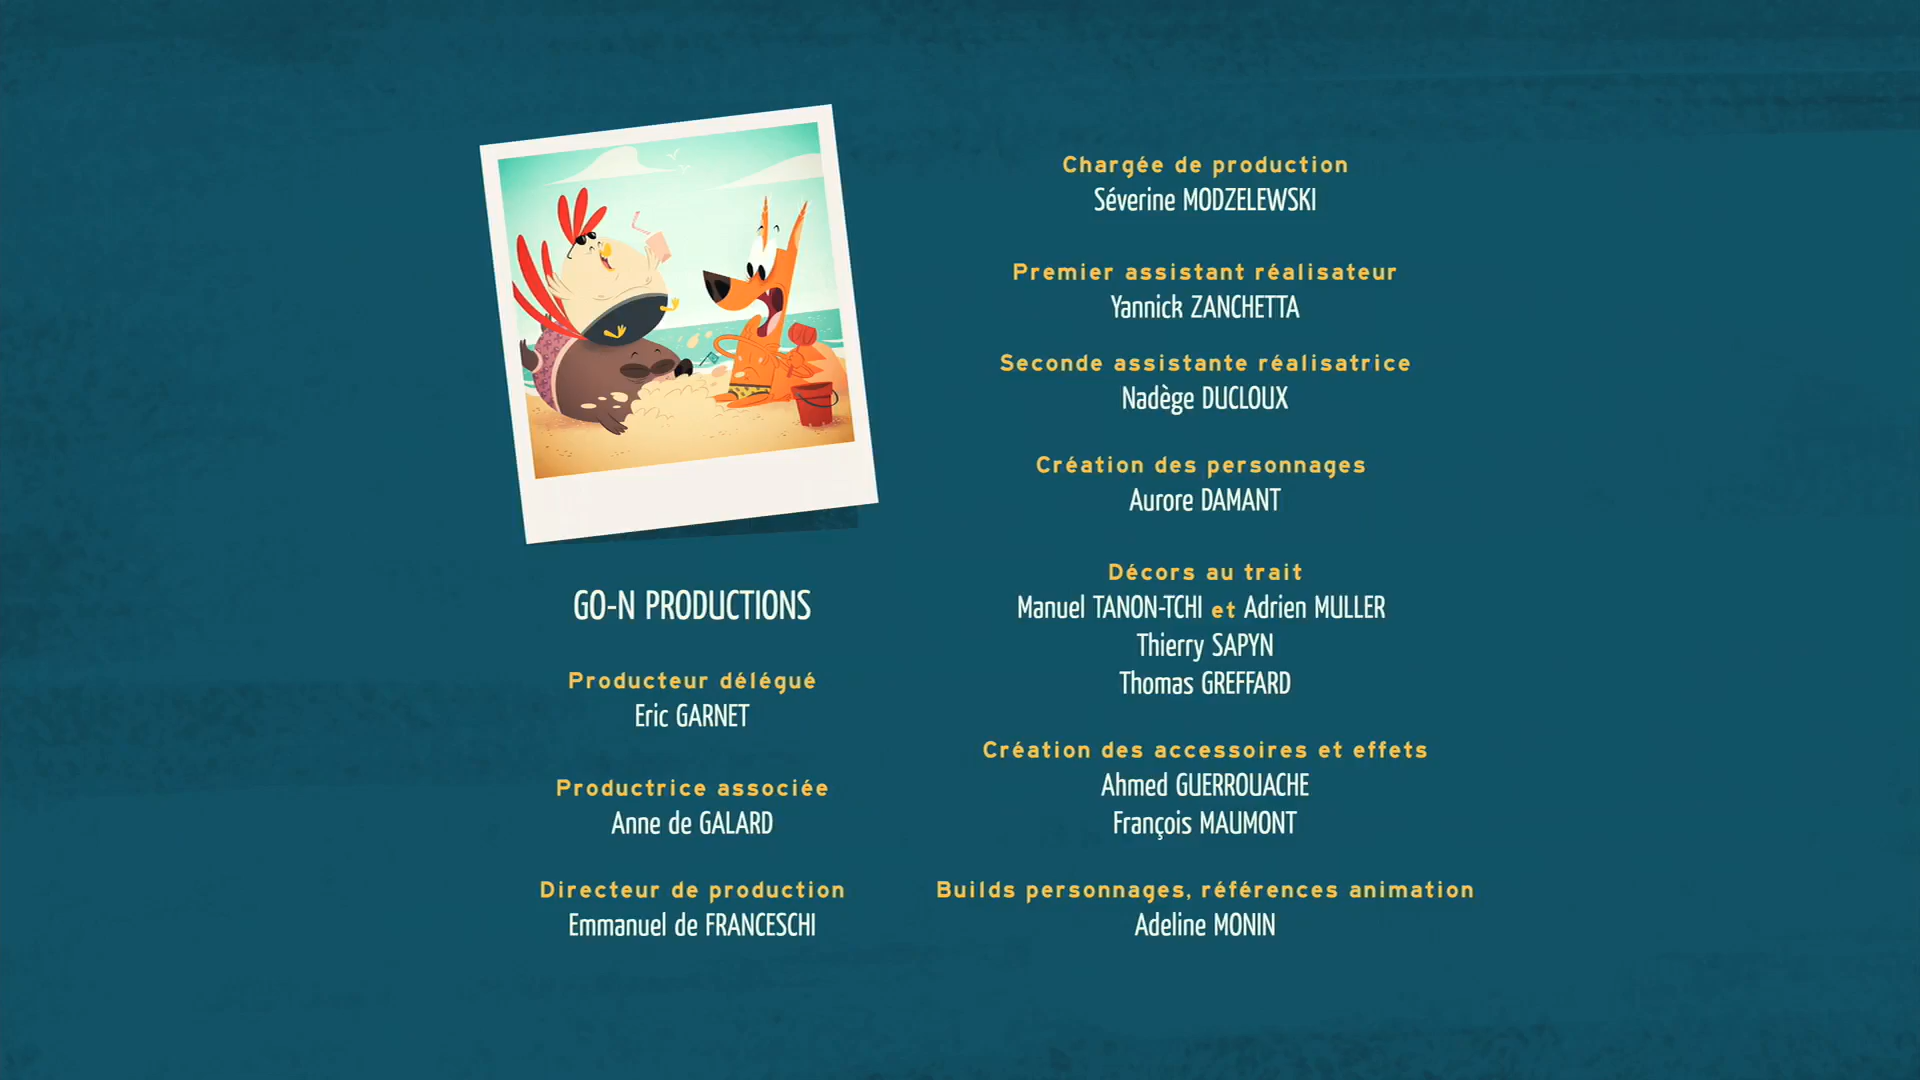 GO-N PRODUCTIONS
Producteur délégué
Eric GARNET
Productrice associée
Anne de GALARD
Directeur de production
Emmanuel de FRANCESCHI
Chargée de production
Séverine MODZELEWSKI
Premier assistant réalisateur
Yannick ZANCHETTA
Seconde assistante réalisatrice
Nadège DUCLOUX
Création des personnages
Aurore DAMANT
Décors au trait
Manuel TANON-TCHI et Adrien MULLER
Thierry SAPYN
Thomas GREFFARD
Création des accessoires et effets
Ahmed GUERROUACHE
François MAUMONT
Builds personnages, références animation
Adeline MONIN